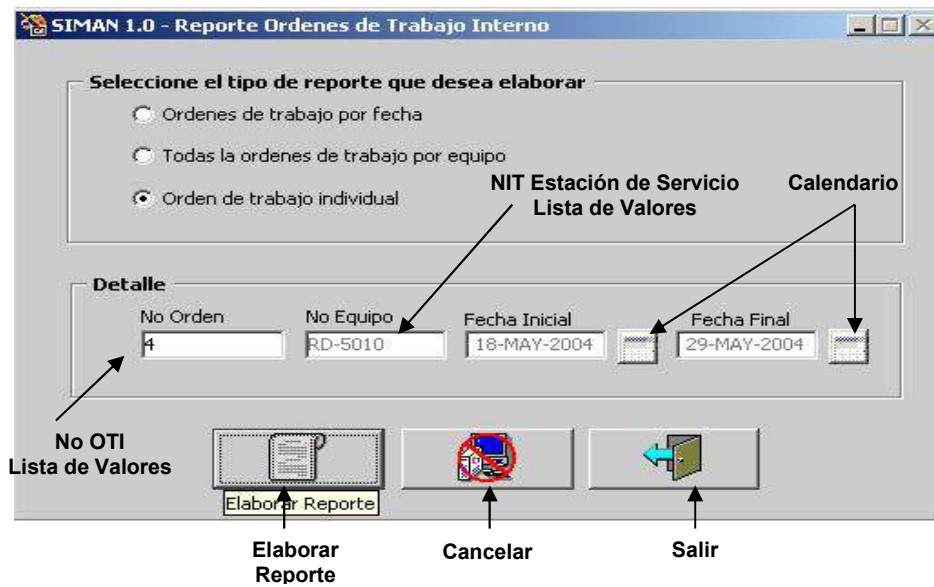 SIMAN 1.0 - Reporte Ordenes de Trabajo Interno
Seleccione el tipo de reporte que desea elaborar
Ordenes de trabajo por fecha
Todas la ordenes de trabajo por equipo
Orden de trabajo individual
NIT Estación de Servicio
Lista de Valores
Calendario
Detalle
No Orden
No Equipo
Fecha Inicial
Fecha Final
4
RD-5010
18-MAY-2004
29-MAY-2004
No OTI
Lista de Valores
Elaborar Reporte
Elaborar
Reporte
Cancelar
Salir